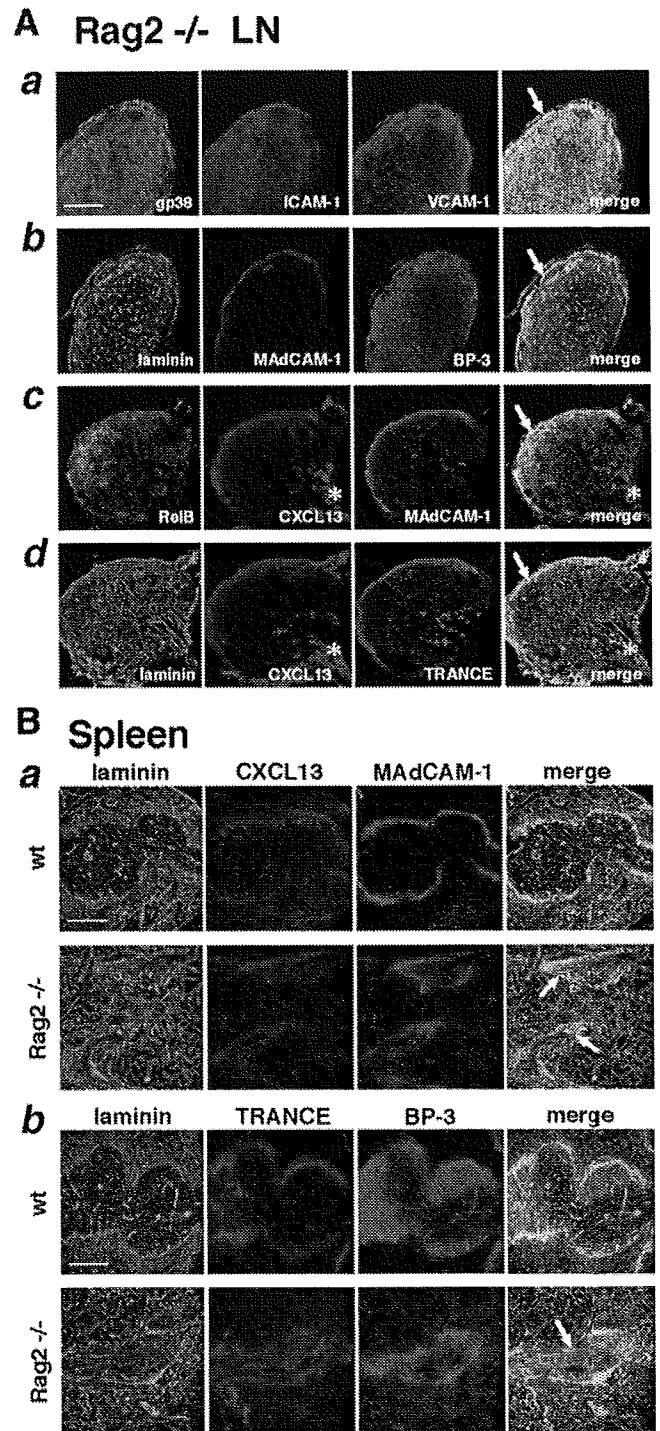 A Rag2 -/- LN
a
gp38 ICAM-1 VCAM-1 merge
b
laminin MAdCAM-1 BP-3 merge
c
RelB CXCL13 MAdCAM-1 merge
* *
d
laminin CXCL13 TRANCE merge
* *
B Spleen
a laminin CXCL13 MAdCAM-1 merge
wt
Rag2 -/-
b laminin TRANCE BP-3 merge
wt
Rag2 -/-